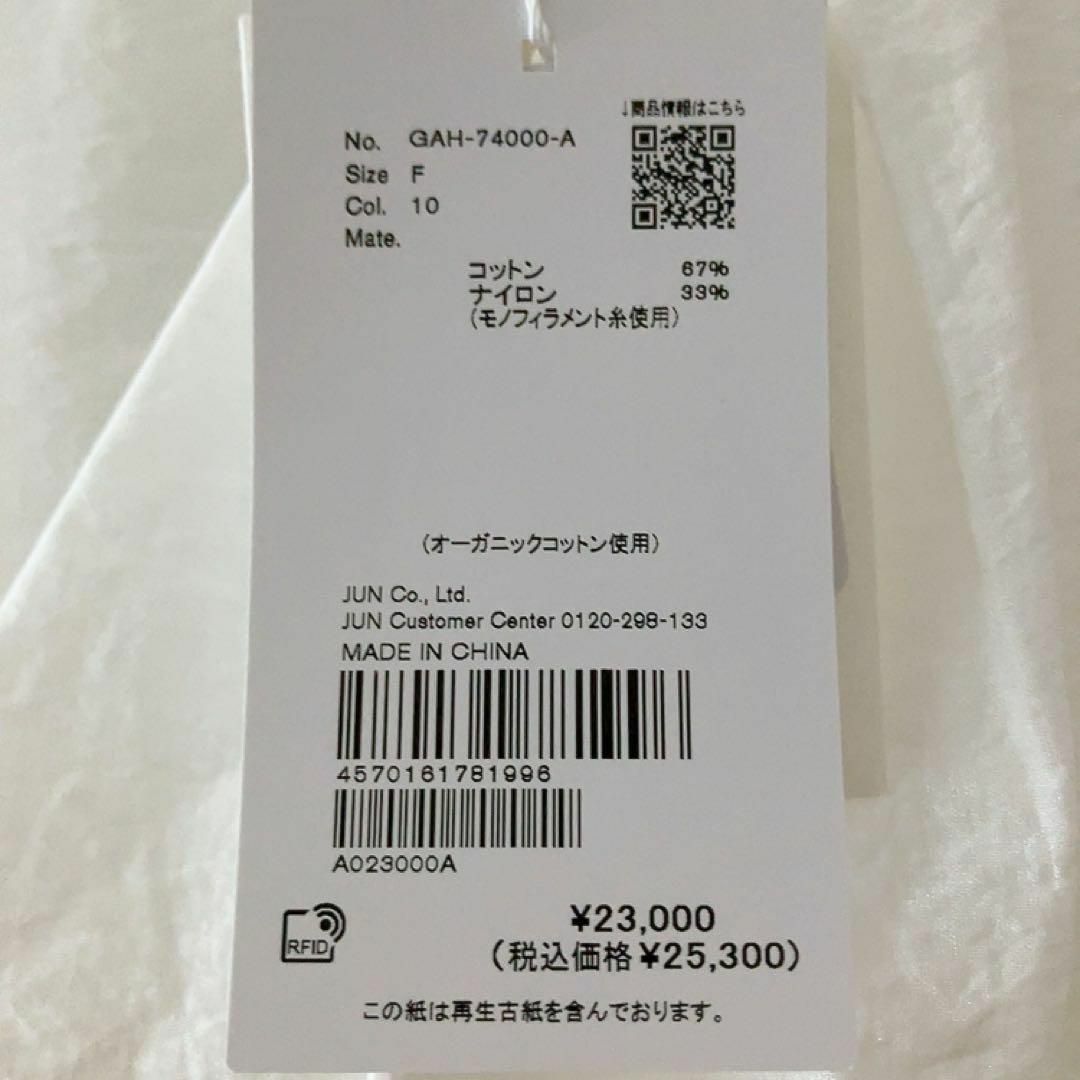 ↓商品情報はこちら
No. GAH-74000-A
Size F
Col. 10
Mate.
コットン 67%
ナイロン 33%
(モノフィラメント糸使用)
(オーガニックコットン使用)
JUN Co., Ltd.
JUN Customer Center 0120-298-133
MADE IN CHINA
4570161781996
A023000A
RFID
¥23,000
(税込価格¥25,300)
この紙は再生古紙を含んでおります。